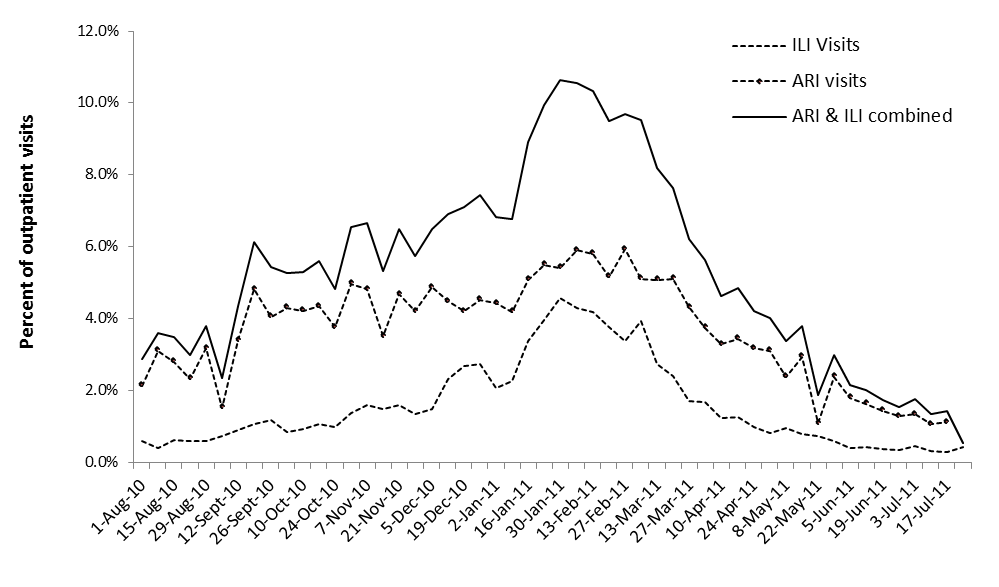 12.0%
10.0%
8.0%
6.0%
4.0%
2.0%
0.0%
Percent of outpatient visits
ILI Visits
ARI visits
ARI & ILI combined
1-Aug-10
15-Aug-10
29-Aug-10
12-Sept-10
26-Sept-10
10-Oct-10
24-Oct-10
7-Nov-10
21-Nov-10
5-Dec-10
19-Dec-10
2-Jan-11
16-Jan-11
30-Jan-11
13-Feb-11
27-Feb-11
13-Mar-11
27-Mar-11
10-Apr-11
24-Apr-11
8-May-11
22-May-11
5-Jun-11
19-Jun-11
3-Jul-11
17-Jul-11